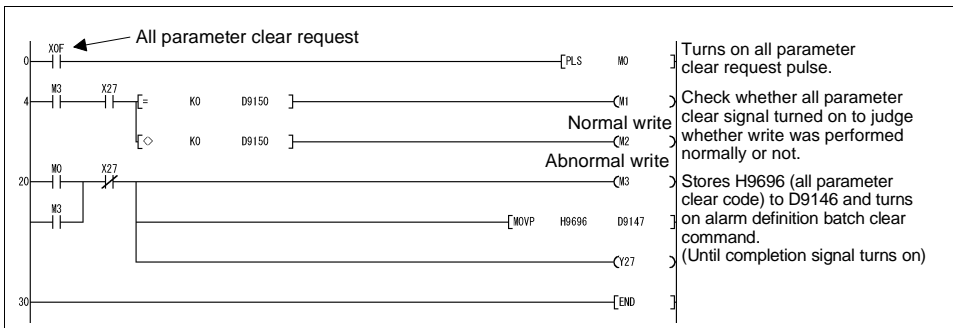 All parameter clear request
X0F
0
[PLS M0 ]
Turns on all parameter
clear request pulse.
M3 X27
4
[= K0 D9150 ]
(M1 )
Check whether all parameter
clear signal turned on to judge
whether write was performed
normally or not.
Normal write
[<> K0 D9150 ]
(M2 )
Abnormal write
M0 X27
20
(M3 )
Stores H9696 (all parameter
clear code) to D9146 and turns
on alarm definition batch clear
command.
(Until completion signal turns on)
M3
[MOVP H9696 D9147 ]
(Y27 )
30
[END ]